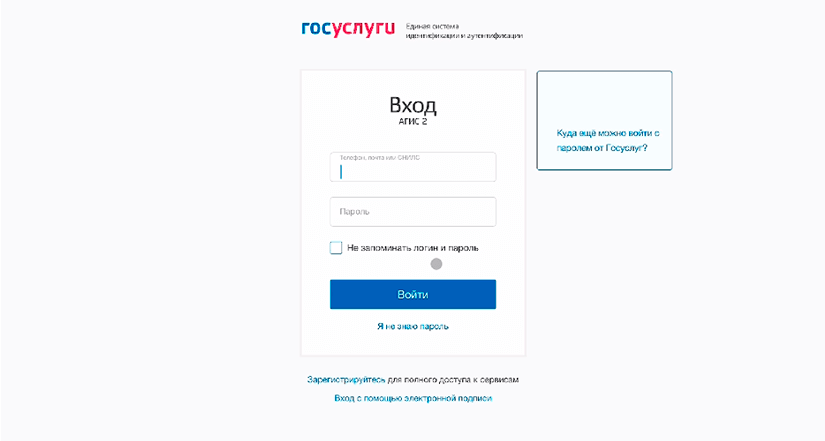 госуслуги
Единая система
идентификации и аутентификации
Вход
АГИС 2
Телефон, почта или СНИЛС
Пароль
Не запоминать логин и пароль
Войти
Я не знаю пароль
Куда ещё можно войти с
паролем от Госуслуг?
Зарегистрируйтесь для полного доступа к сервисам
Вход с помощью электронной подписи